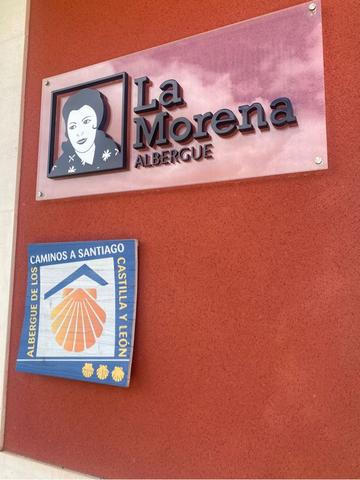 La
Morena
ALBERGUE
ALBERGUE DE LOS
CAMINOS A SANTIAGO
CASTILLA Y LEÓN